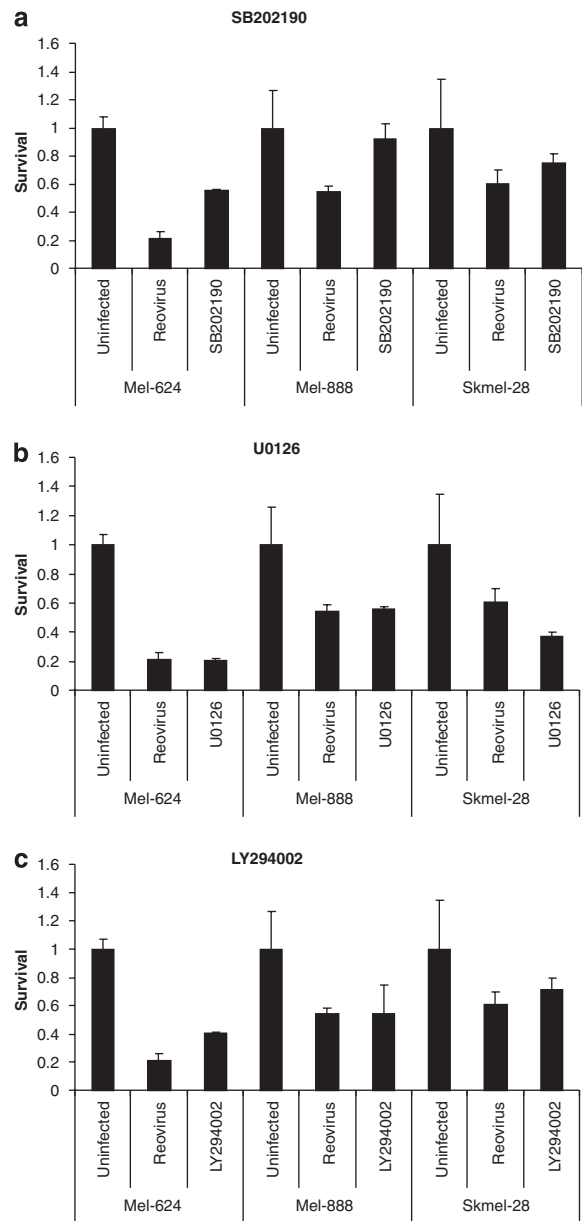 a
SB202190
1.6
1.4
1.2
1
0.8
0.6
0.4
0.2
0
Survival
Uninfected
Reovirus
SB202190
Uninfected
Reovirus
SB202190
Uninfected
Reovirus
SB202190
Mel-624
Mel-888
Skmel-28
b
U0126
1.6
1.4
1.2
1
0.8
0.6
0.4
0.2
0
Survival
Uninfected
Reovirus
U0126
Uninfected
Reovirus
U0126
Uninfected
Reovirus
U0126
Mel-624
Mel-888
Skmel-28
c
LY294002
1.6
1.4
1.2
1
0.8
0.6
0.4
0.2
0
Survival
Uninfected
Reovirus
LY294002
Uninfected
Reovirus
LY294002
Uninfected
Reovirus
LY294002
Mel-624
Mel-888
Skmel-28